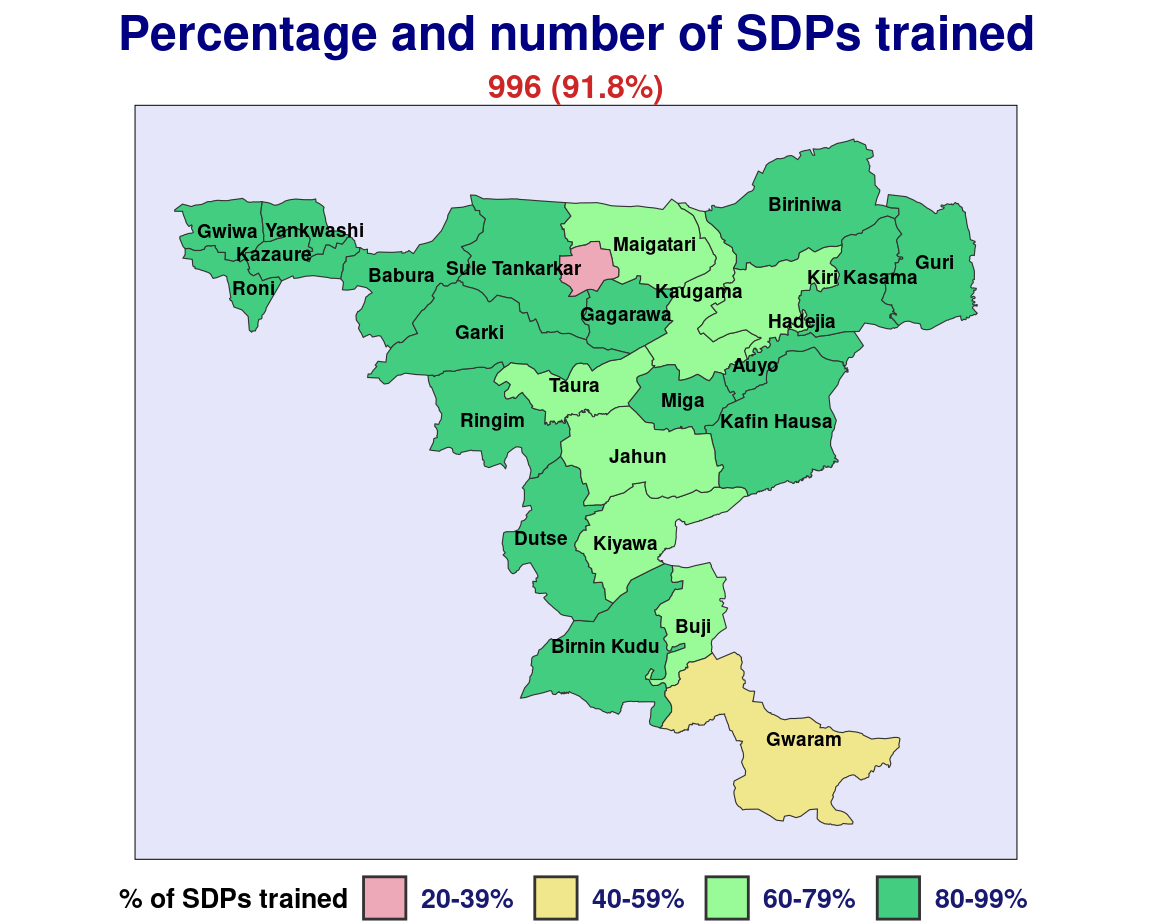 Percentage and number of SDPs trained
996 (91.8%)
Biriniwa
Gwiwa
Yankwashi
Maigatari
Kazaure
Guri
Babura
Sule Tankarkar
Kiri Kasama
Roni
Kaugama
Gagarawa
Hadejia
Garki
Auyo
Taura
Miga
Ringim
Kafin Hausa
Jahun
Dutse
Kiyawa
Buji
Birnin Kudu
Gwaram
% of SDPs trained 20-39% 40-59% 60-79% 80-99%